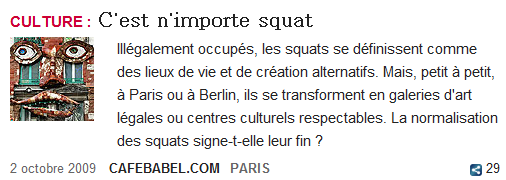 CULTURE : C'est n'importe squat
Illégalement occupés, les squats se définissent comme
des lieux de vie et de création alternatifs. Mais, petit à petit,
à Paris ou à Berlin, ils se transforment en galeries d'art
légales ou centres culturels respectables. La normalisation
des squats signe-t-elle leur fin ?
2 octobre 2009 CAFEBABEL.COM PARIS 29